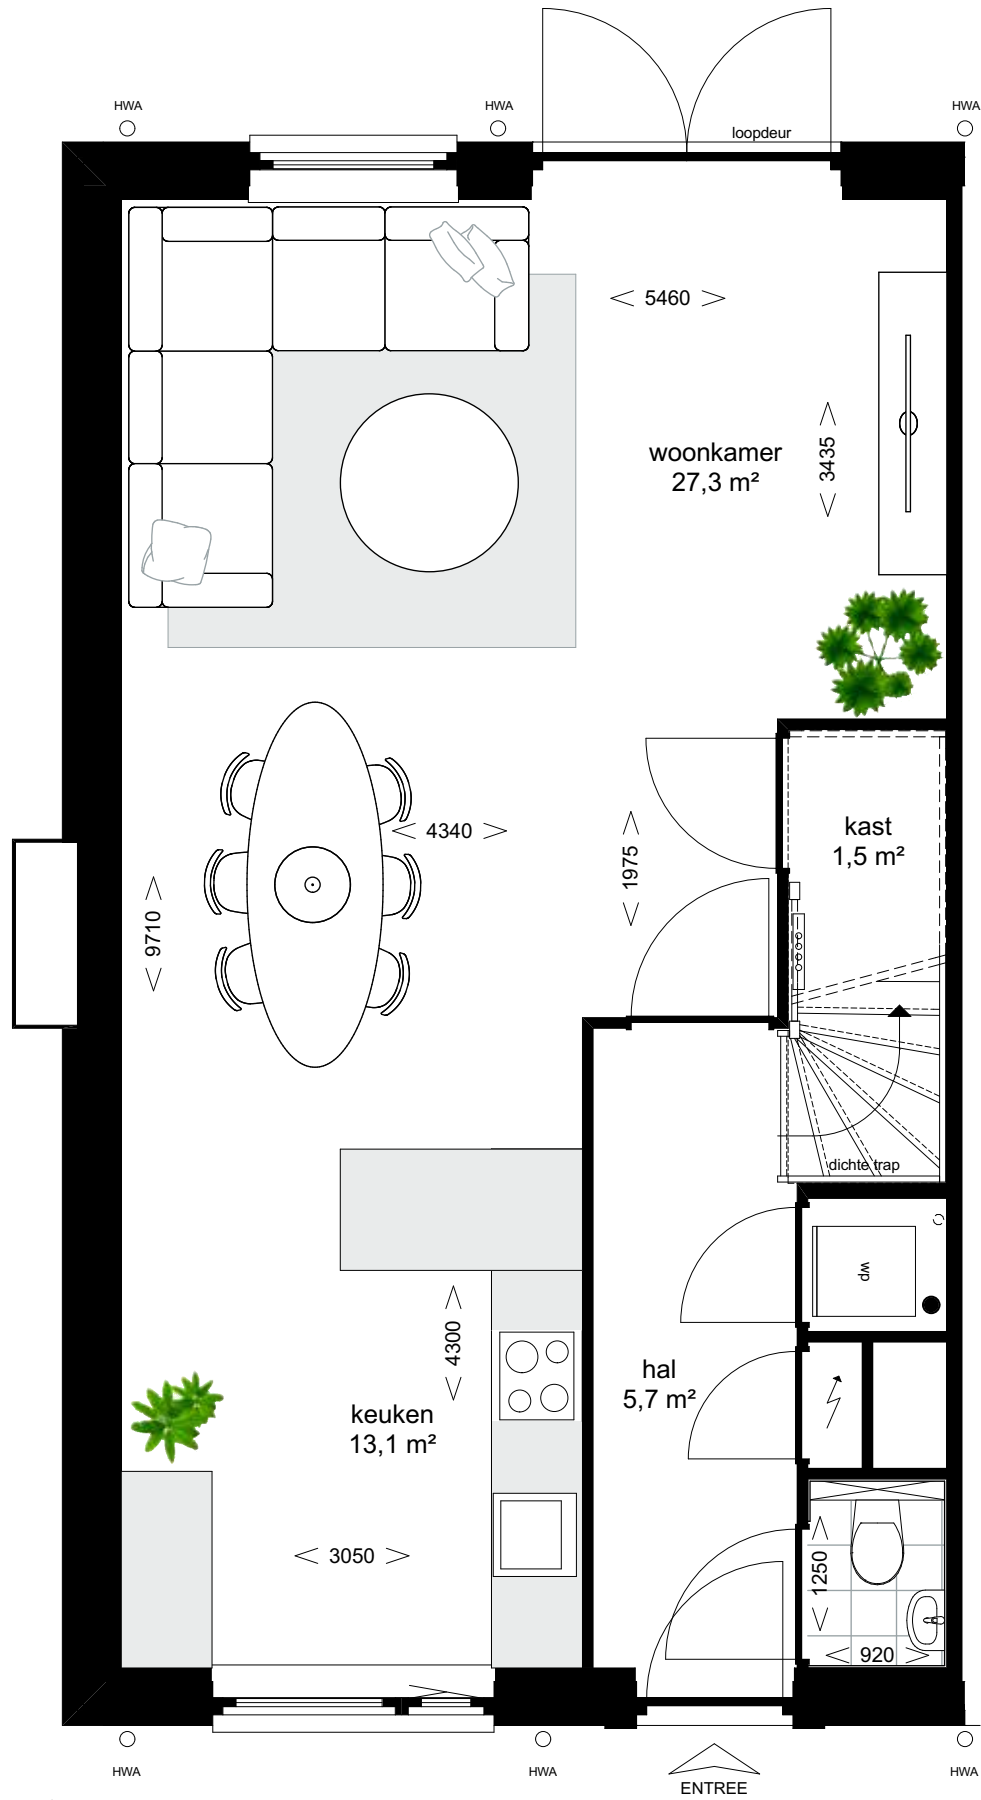 HWA
HWA
HWA
loopdeur
5460
woonkamer
27,3 m²
3435
kast
1,5 m²
4340
1975
9710
dichte trap
wp
4300
hal
5,7 m²
keuken
13,1 m²
3050
1250
920
HWA
HWA
HWA
ENTREE